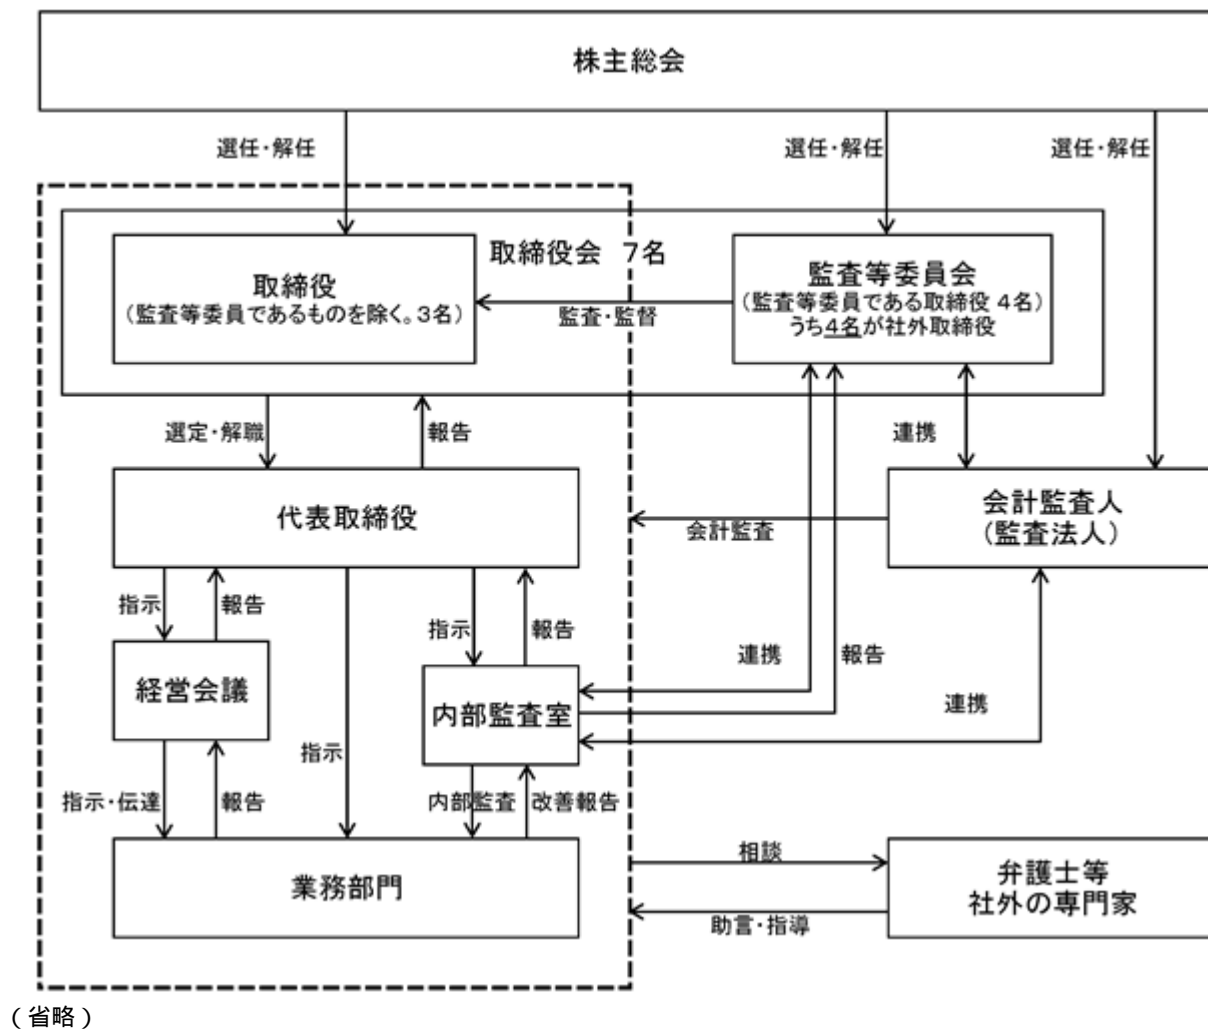 株主総会
選任・解任
選任・解任
選任・解任
取締役会 7名
取締役
(監査等委員であるものを除く。3名)
監査等委員会
(監査等委員である取締役 4名)
うち4名が社外取締役
監査・監督
選定・解職
報告
連携
代表取締役
会計監査人
(監査法人)
会計監査
指示
報告
指示
報告
連携
報告
経営会議
内部監査室
連携
指示
指示・伝達
報告
内部監査
改善報告
業務部門
相談
弁護士等
社外の専門家
助言・指導
(省略)